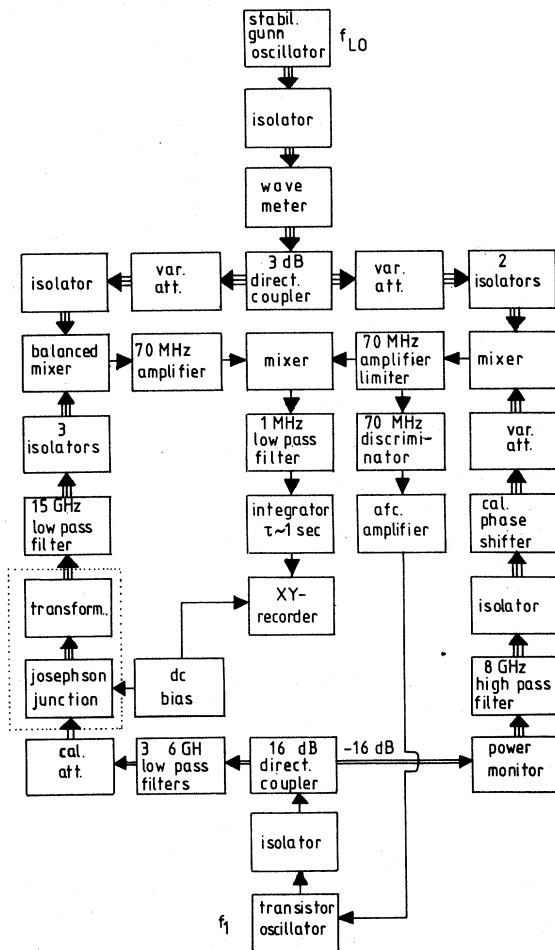 stabil.
gunn
oscillator
f LO
isolator
wave
meter
isolator
var.
att.
3 dB
direct.
coupler
var.
att.
2
isolators
balanced
mixer
70 MHz
amplifier
mixer
70 MHz
amplifier
limiter
mixer
3
isolators
1 MHz
low pass
filter
70 MHz
discrimi-
nator
var.
att.
15 GHz
low pass
filter
integrator
τ~1 sec
afc.
amplifier
cal.
phase
shifter
transform..
XY-
recorder
isolator
josephson
junction
dc
bias
8 GHz
high pass
filter
cal.
att.
3 6 GH
low pass
filters
16 dB
direct.
coupler
-16 dB
power
monitor
isolator
f1
transistor
oscillator